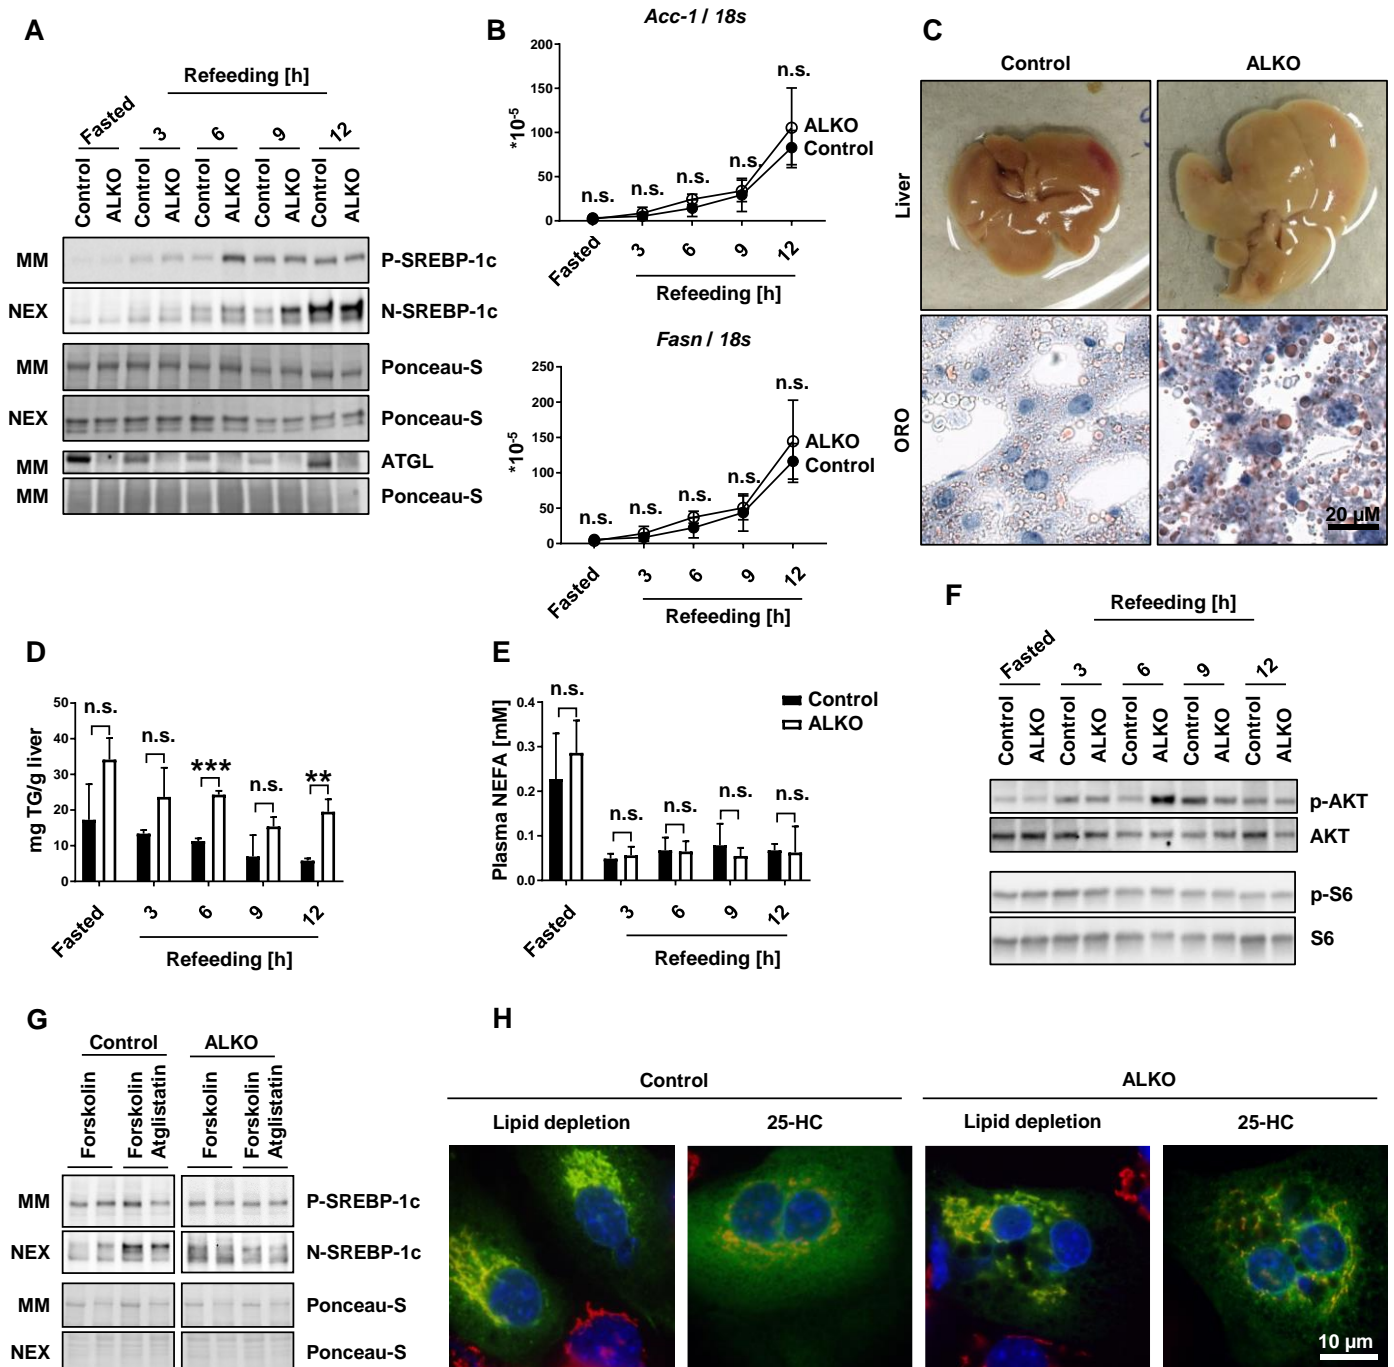 A
Refeeding [h]
Fasted
3
6
9
12
Control
ALKO
Control
ALKO
Control
ALKO
Control
ALKO
Control
ALKO
MM
P-SREBP-1c
NEX
N-SREBP-1c
MM
Ponceau-S
NEX
Ponceau-S
MM
ATGL
MM
Ponceau-S
B
Acc-1 / 18s
*10-5
200
150
100
50
0
n.s.
n.s.
n.s.
n.s.
n.s.
ALKO
Control
Fasted
3
6
9
12
Refeeding [h]
Fasn / 18s
*10-5
250
200
150
100
50
0
n.s.
n.s.
n.s.
n.s.
n.s.
ALKO
Control
Fasted
3
6
9
12
Refeeding [h]
C
Control
ALKO
Liver
ORO
20 µM
D
mg TG/g liver
50
40
30
20
10
0
n.s.
n.s.
***
n.s.
**
Fasted
3
6
9
12
Refeeding [h]
E
Plasma NEFA [mM]
0.4
0.3
0.2
0.1
0.0
n.s.
n.s.
n.s.
n.s.
n.s.
Control
ALKO
Fasted
3
6
9
12
Refeeding [h]
F
Refeeding [h]
Fasted
3
6
9
12
Control
ALKO
Control
ALKO
Control
ALKO
Control
ALKO
Control
ALKO
p-AKT
AKT
p-S6
S6
G
Control
ALKO
Forskolin
Forskolin
Atglistatin
Forskolin
Forskolin
Atglistatin
MM
P-SREBP-1c
NEX
N-SREBP-1c
MM
Ponceau-S
NEX
Ponceau-S
H
Control
ALKO
Lipid depletion
25-HC
Lipid depletion
25-HC
10 µm